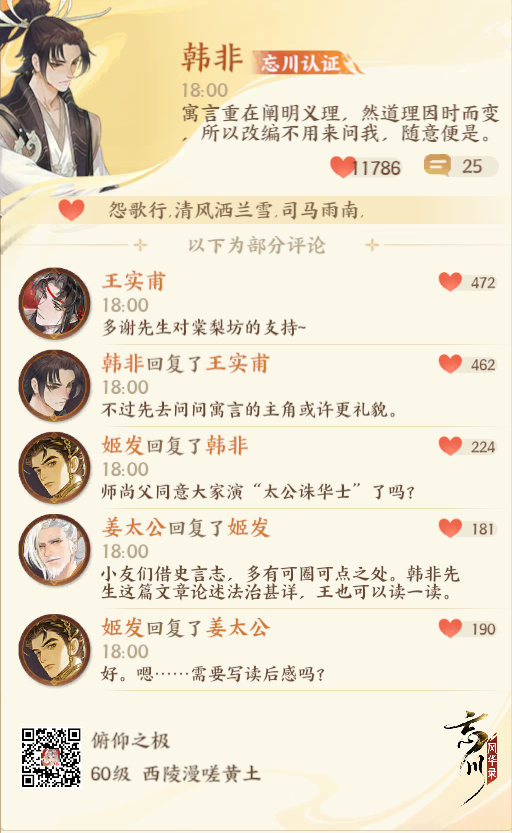 韩非 忘川认证
18:00
寓言重在阐明义理，然道理因时而变
，所以改编不用来问我，随意便是。
11786 25
怨歌行,清风洒兰雪,司马雨南,
以下为部分评论
王实甫 472
18:00
多谢先生对棠梨坊的支持~
韩非回复了王实甫 462
18:00
不过先去问问寓言的主角或许更礼貌。
姬发回复了韩非 224
18:00
师尚父同意大家演“太公诛华士”了吗？
姜太公回复了姬发 181
18:00
小友们借史言志，多有可圈可点之处。韩非先
生这篇文章论述法治甚详，王也可以读一读。
姬发回复了姜太公 190
18:00
好。嗯……需要写读后感吗？
俯仰之极
60级 西陵漫嗟黄土
忘川
风华录